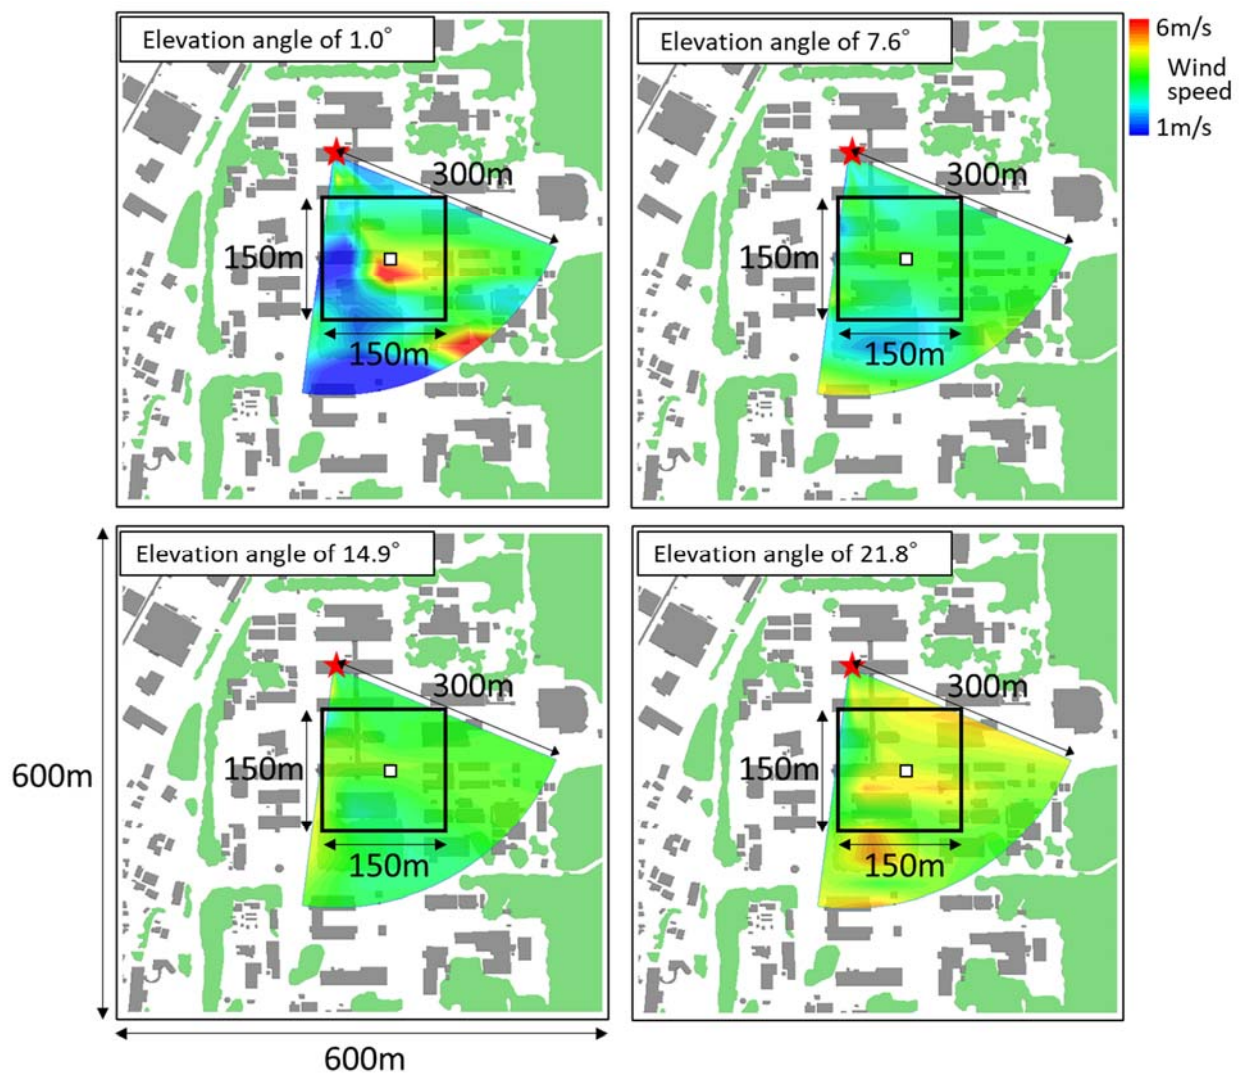 Elevation angle of 1.0°
Elevation angle of 7.6°
6m/s
Wind
speed
1m/s
300m
150m
150m
300m
150m
150m
Elevation angle of 14.9°
Elevation angle of 21.8°
300m
150m
150m
300m
150m
150m
600m
600m